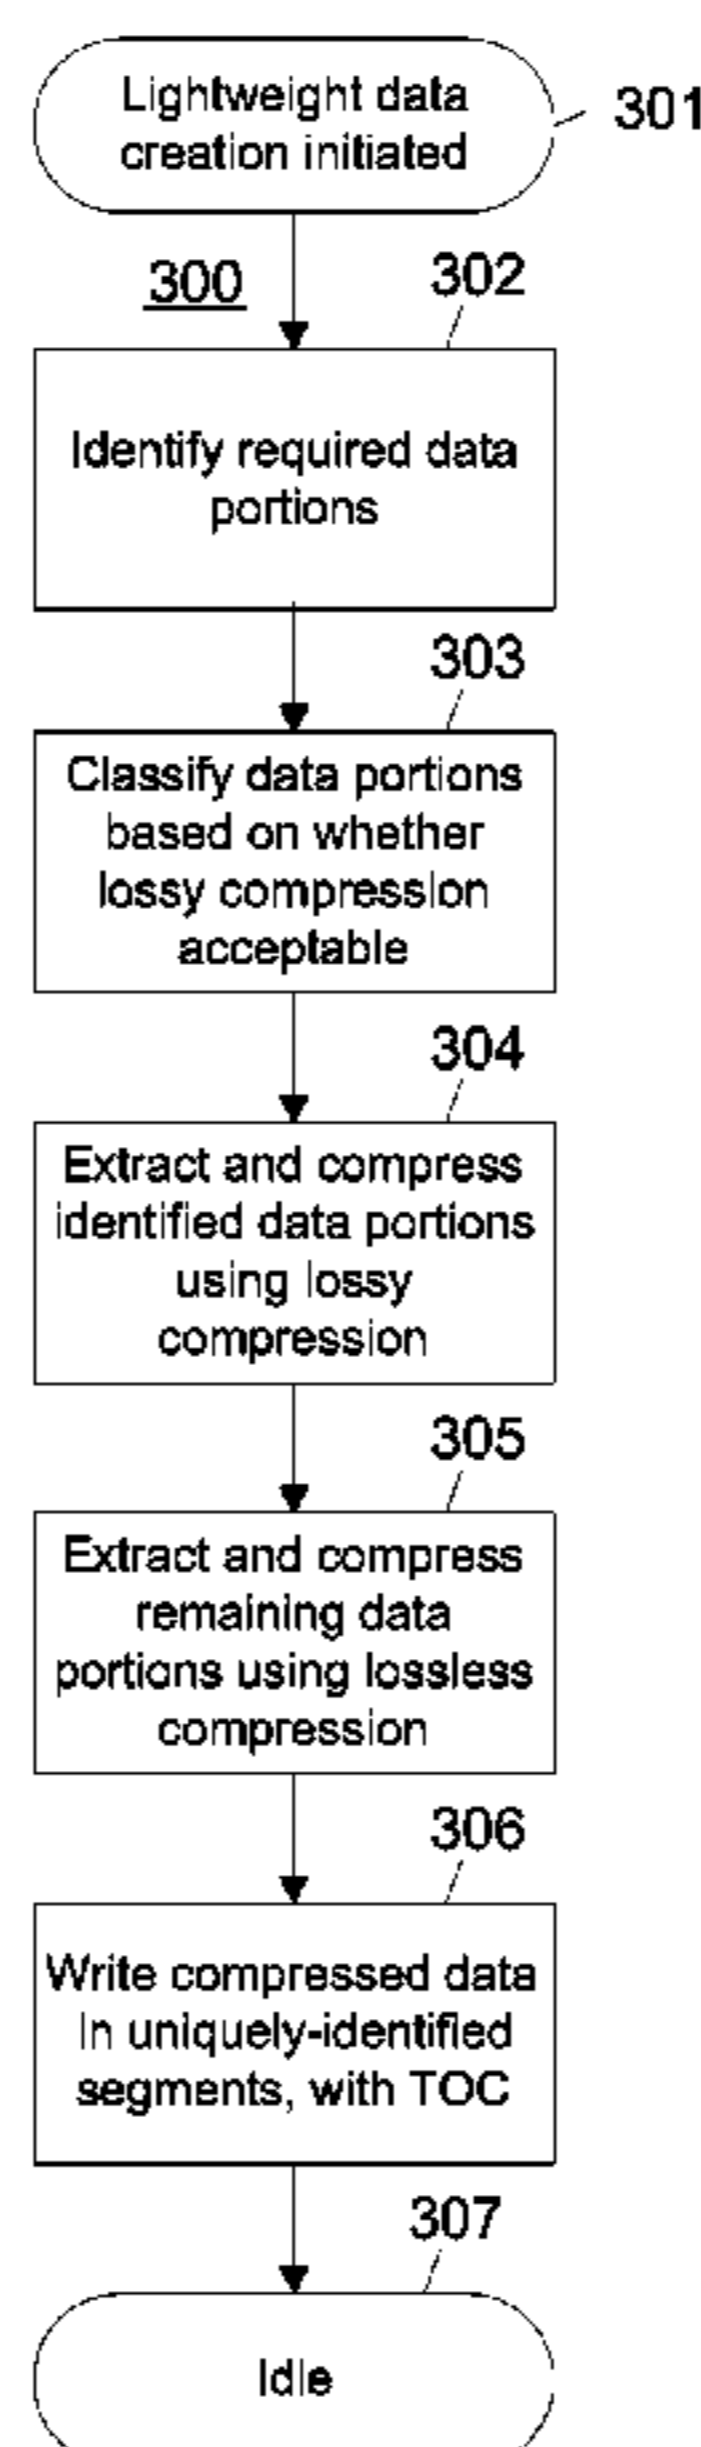 Lightweight data
creation initiated
301
300
302
Identify required data
portions
303
Classify data portions
based on whether
lossy compression
acceptable
304
Extract and compress
identified data portions
using lossy
compression
305
Extract and compress
remaining data
portions using lossless
compression
306
Write compressed data
in uniquely-identified
segments, with TOC
307
Idle